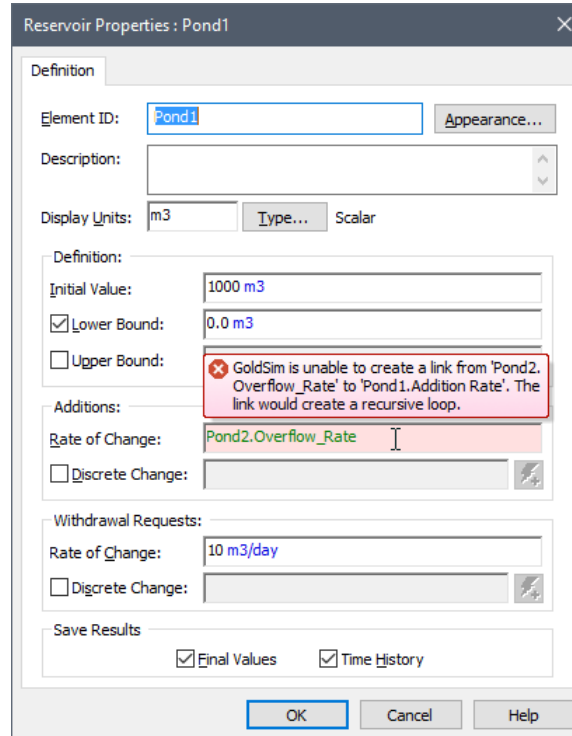 Reservoir Properties : Pond1
Definition
Element ID: Pond1 Appearance...
Description:
Display Units: m3 Type... Scalar
Definition:
Initial Value: 1000 m3
Lower Bound: 0.0 m3
Upper Bound:
GoldSim is unable to create a link from 'Pond2.
Overflow_Rate' to 'Pond1.Addition Rate'. The
link would create a recursive loop.
Additions:
Rate of Change: Pond2.Overflow_Rate
Discrete Change:
Withdrawal Requests:
Rate of Change: 10 m3/day
Discrete Change:
Save Results
Final Values Time History
OK Cancel Help